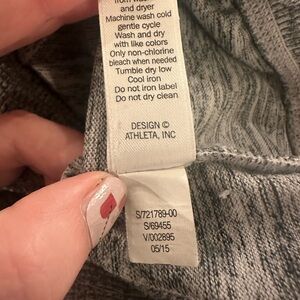 and dryer
Machine wash cold
gentle cycle
Wash and dry
with like colors
Only non-chlorine
bleach when needed
Tumble dry low
Cool iron
Do not iron label
Do not dry clean
DESIGN ©
ATHLETA, INC
S/721789-00
S/69455
V/002895
05/15